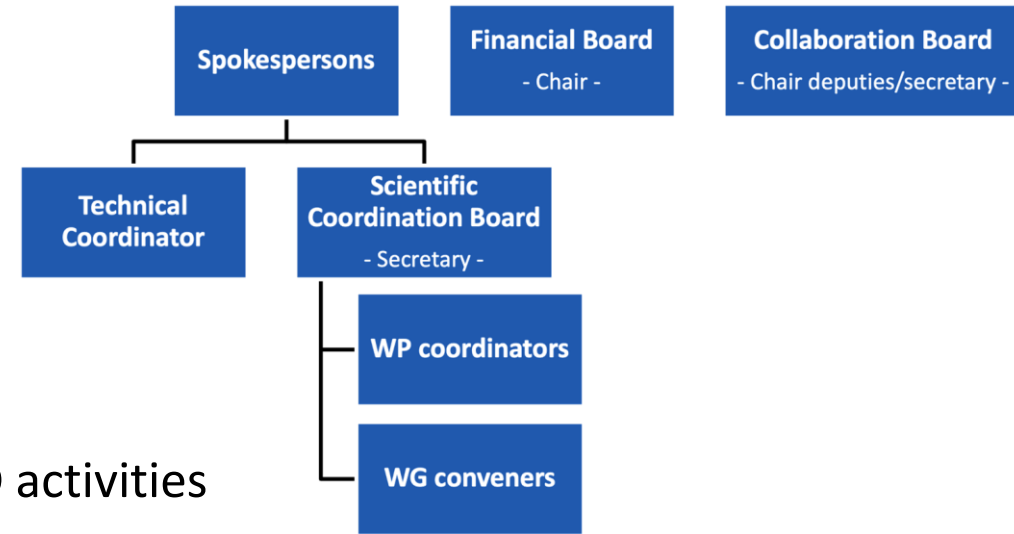 Spokespersons
Financial Board
- Chair -
Collaboration Board
- Chair deputies/secretary -
Technical
Coordinator
Scientific
Coordination Board
- Secretary -
WP coordinators
WG conveners
activities